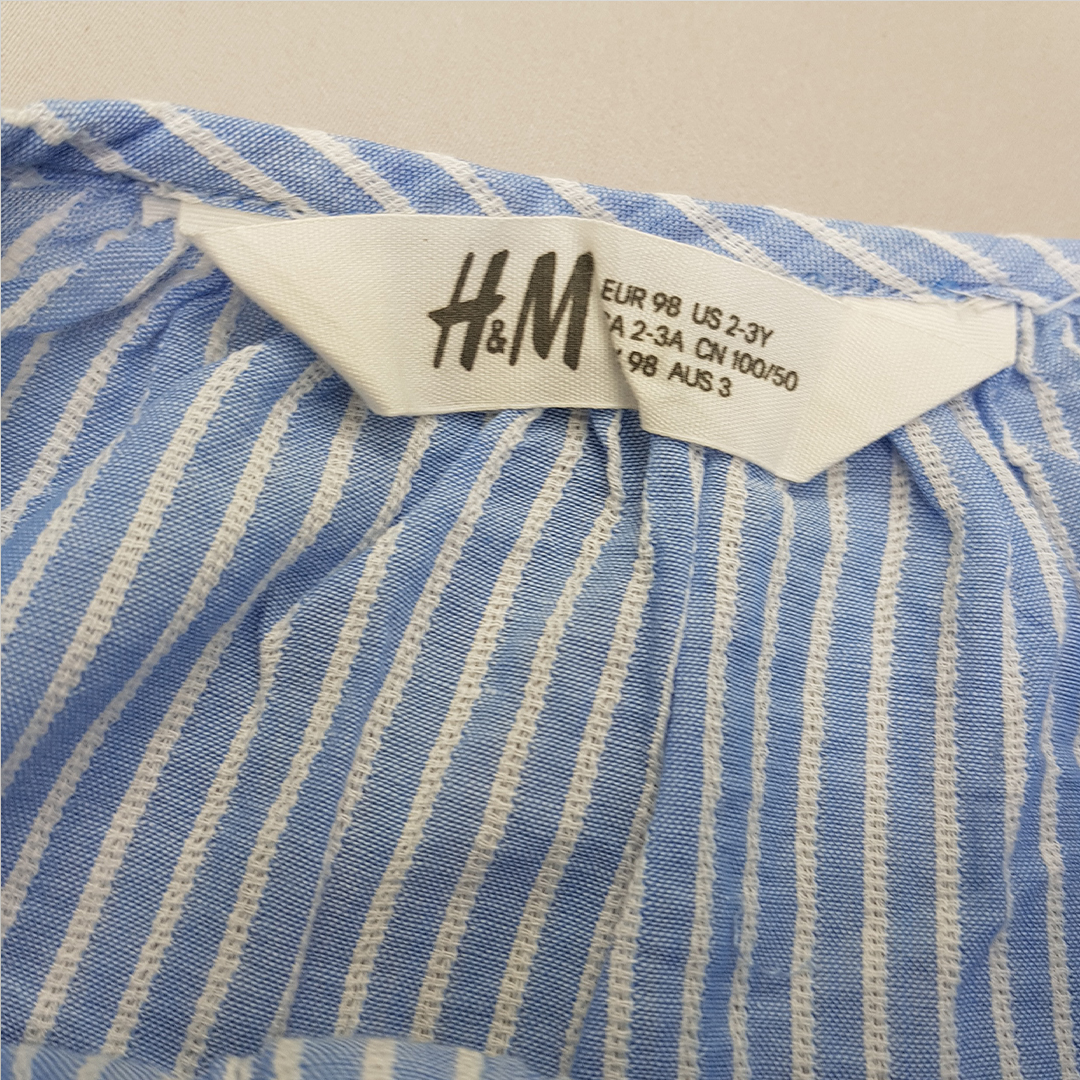 H&M
EUR 98 US 2-3Y
2-3A CN 100/50
98 AUS 3